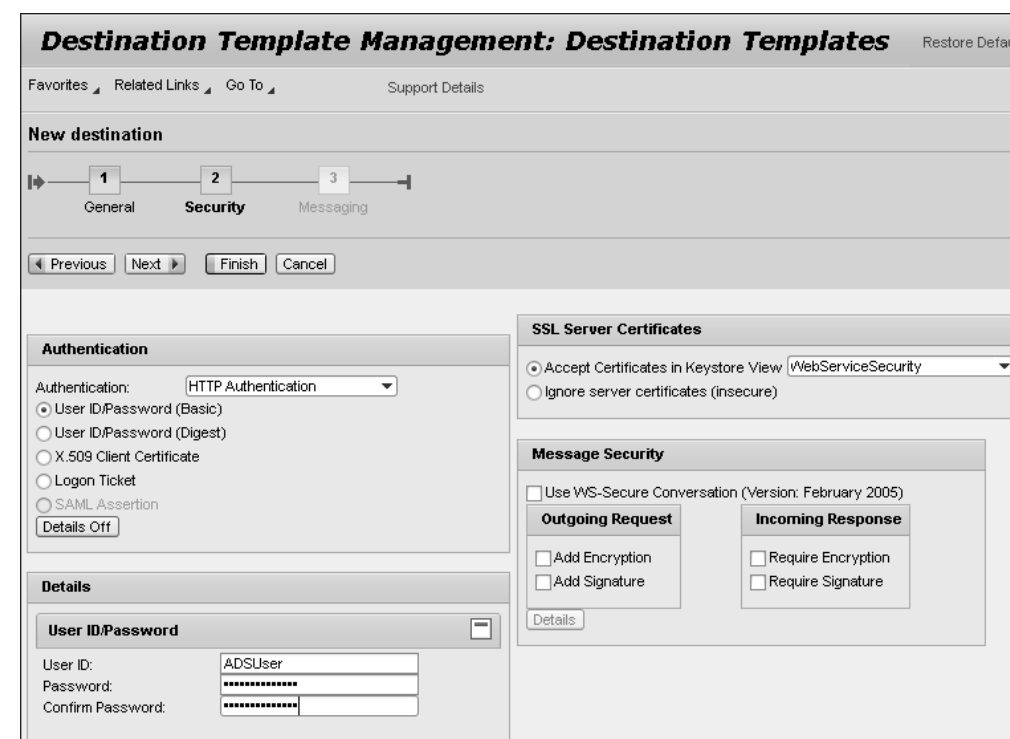 Destination Template Management: Destination Templates Restore Defau
Favorites Related Links Go To Support Details
New destination
1 2 3
General Security Messaging
Previous Next Finish Cancel
SSL Server Certificates
Accept Certificates in Keystore View WebServiceSecurity
Ignore server certificates (insecure)
Authentication
Authentication: HTTP Authentication
User ID/Password (Basic)
User ID/Password (Digest)
X.509 Client Certificate
Logon Ticket
SAML Assertion
Details Off
Message Security
Use WS-Secure Conversation (Version: February 2005)
Outgoing Request Incoming Response
Add Encryption Require Encryption
Add Signature Require Signature
Details
Details
User ID/Password
User ID: ADSUser
Password: ••••••••••••••
Confirm Password: ••••••••••••••